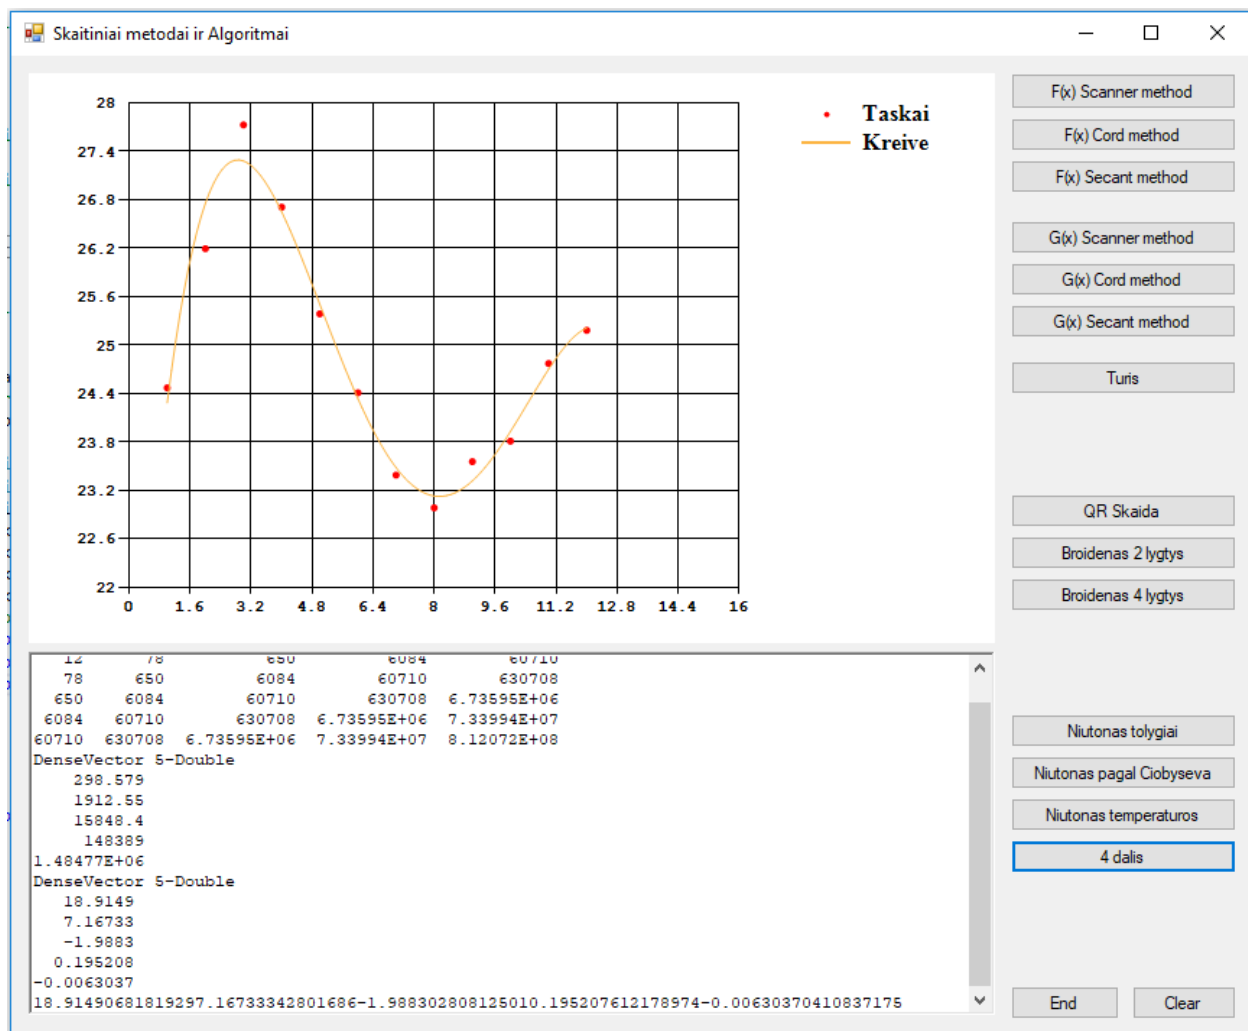 Skaitiniai metodai ir Algoritmai
28
27.4
26.8
26.2
25.6
25
24.4
23.8
23.2
22.6
22
0 1.6 3.2 4.8 6.4 8 9.6 11.2 12.8 14.4 16
Taskai
Kreive
12 78 650 6084 60710
78 650 6084 60710 630708
650 6084 60710 630708 6.73595E+06
6084 60710 630708 6.73595E+06 7.33994E+07
60710 630708 6.73595E+06 7.33994E+07 8.12072E+08
DenseVector 5-Double
298.579
1912.55
15848.4
148389
1.48477E+06
DenseVector 5-Double
18.9149
7.16733
-1.9883
0.195208
-0.0063037
18.91490681819297.16733342801686-1.988302808125010.195207612178974-0.00630370410837175
F(x) Scanner method
F(x) Cord method
F(x) Secant method
G(x) Scanner method
G(x) Cord method
G(x) Secant method
Turis
QR Skaida
Broidenas 2 lygtys
Broidenas 4 lygtys
Niutonas tolygiai
Niutonas pagal Ciobyseva
Niutonas temperaturos
4 dalis
End
Clear